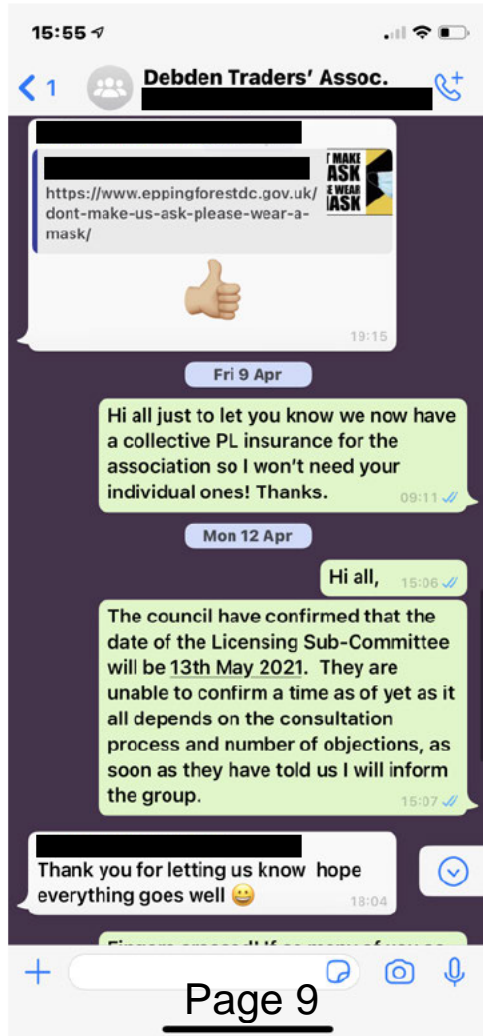 15:55
1
Debden Traders' Assoc.
https://www.eppingforestdc.gov.uk/
dont-make-us-ask-please-wear-a-
mask/
T MAKE
ASK
E WEAR
MASK
19:15
Fri 9 Apr
Hi all just to let you know we now have
a collective PL insurance for the
association so I won't need your
individual ones! Thanks.
09:11
Mon 12 Apr
Hi all,
15:06
The council have confirmed that the
date of the Licensing Sub-Committee
will be 13th May 2021. They are
unable to confirm a time as of yet as it
all depends on the consultation
process and number of objections, as
soon as they have told us I will inform
the group.
15:07
Thank you for letting us know hope
everything goes well 😀
18:04
Page 9